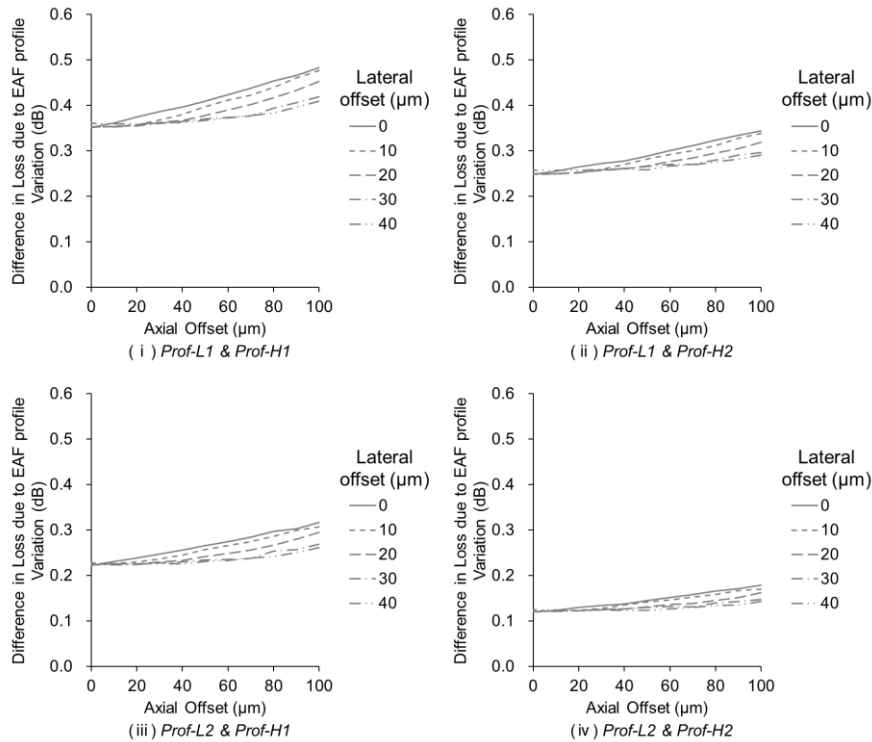 Difference in Loss due to EAF profile
Variation (dB)
0.6
0.5
0.4
0.3
0.2
0.1
0.0
0 20 40 60 80 100
Axial Offset (μm)
Lateral
offset (μm)
0
10
20
30
40
( i ) Prof-L1 & Prof-H1
Difference in Loss due to EAF profile
Variation (dB)
0.6
0.5
0.4
0.3
0.2
0.1
0.0
0 20 40 60 80 100
Axial Offset (μm)
Lateral
offset (μm)
0
10
20
30
40
(ii) Prof-L1 & Prof-H2
Difference in Loss due to EAF profile
Variation (dB)
0.6
0.5
0.4
0.3
0.2
0.1
0.0
0 20 40 60 80 100
Axial Offset (μm)
Lateral
offset (μm)
0
10
20
30
40
(iii) Prof-L2 & Prof-H1
Difference in Loss due to EAF profile
Variation (dB)
0.6
0.5
0.4
0.3
0.2
0.1
0.0
0 20 40 60 80 100
Axial Offset (μm)
Lateral
offset (μm)
0
10
20
30
40
(iv) Prof-L2 & Prof-H2